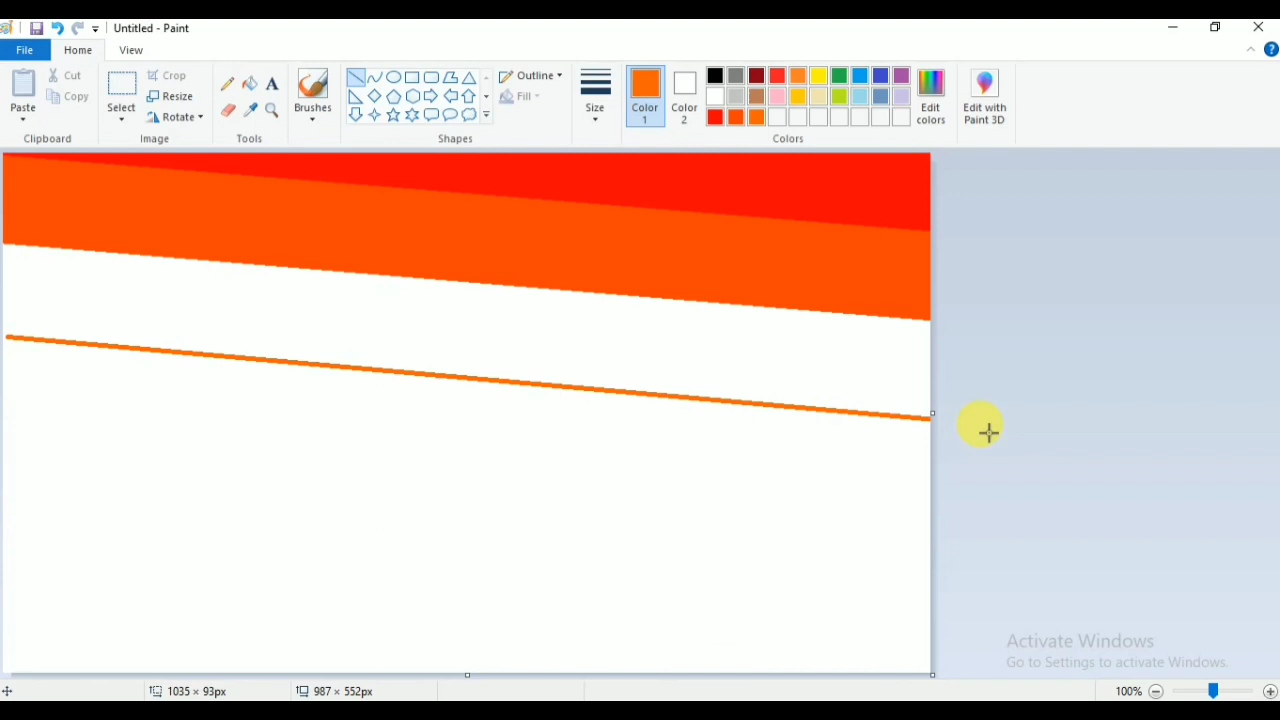 Untitled - Paint
File Home View
Paste Cut Copy Clipboard
Select Crop Resize Rotate Image
A Tools
Brushes
Outline Fill Shapes
Size
Color 1 Color 2 Edit colors Colors
Edit with Paint 3D
?
Activate Windows
Go to Settings to activate Windows.
1035 × 93px 987 × 552px 100%